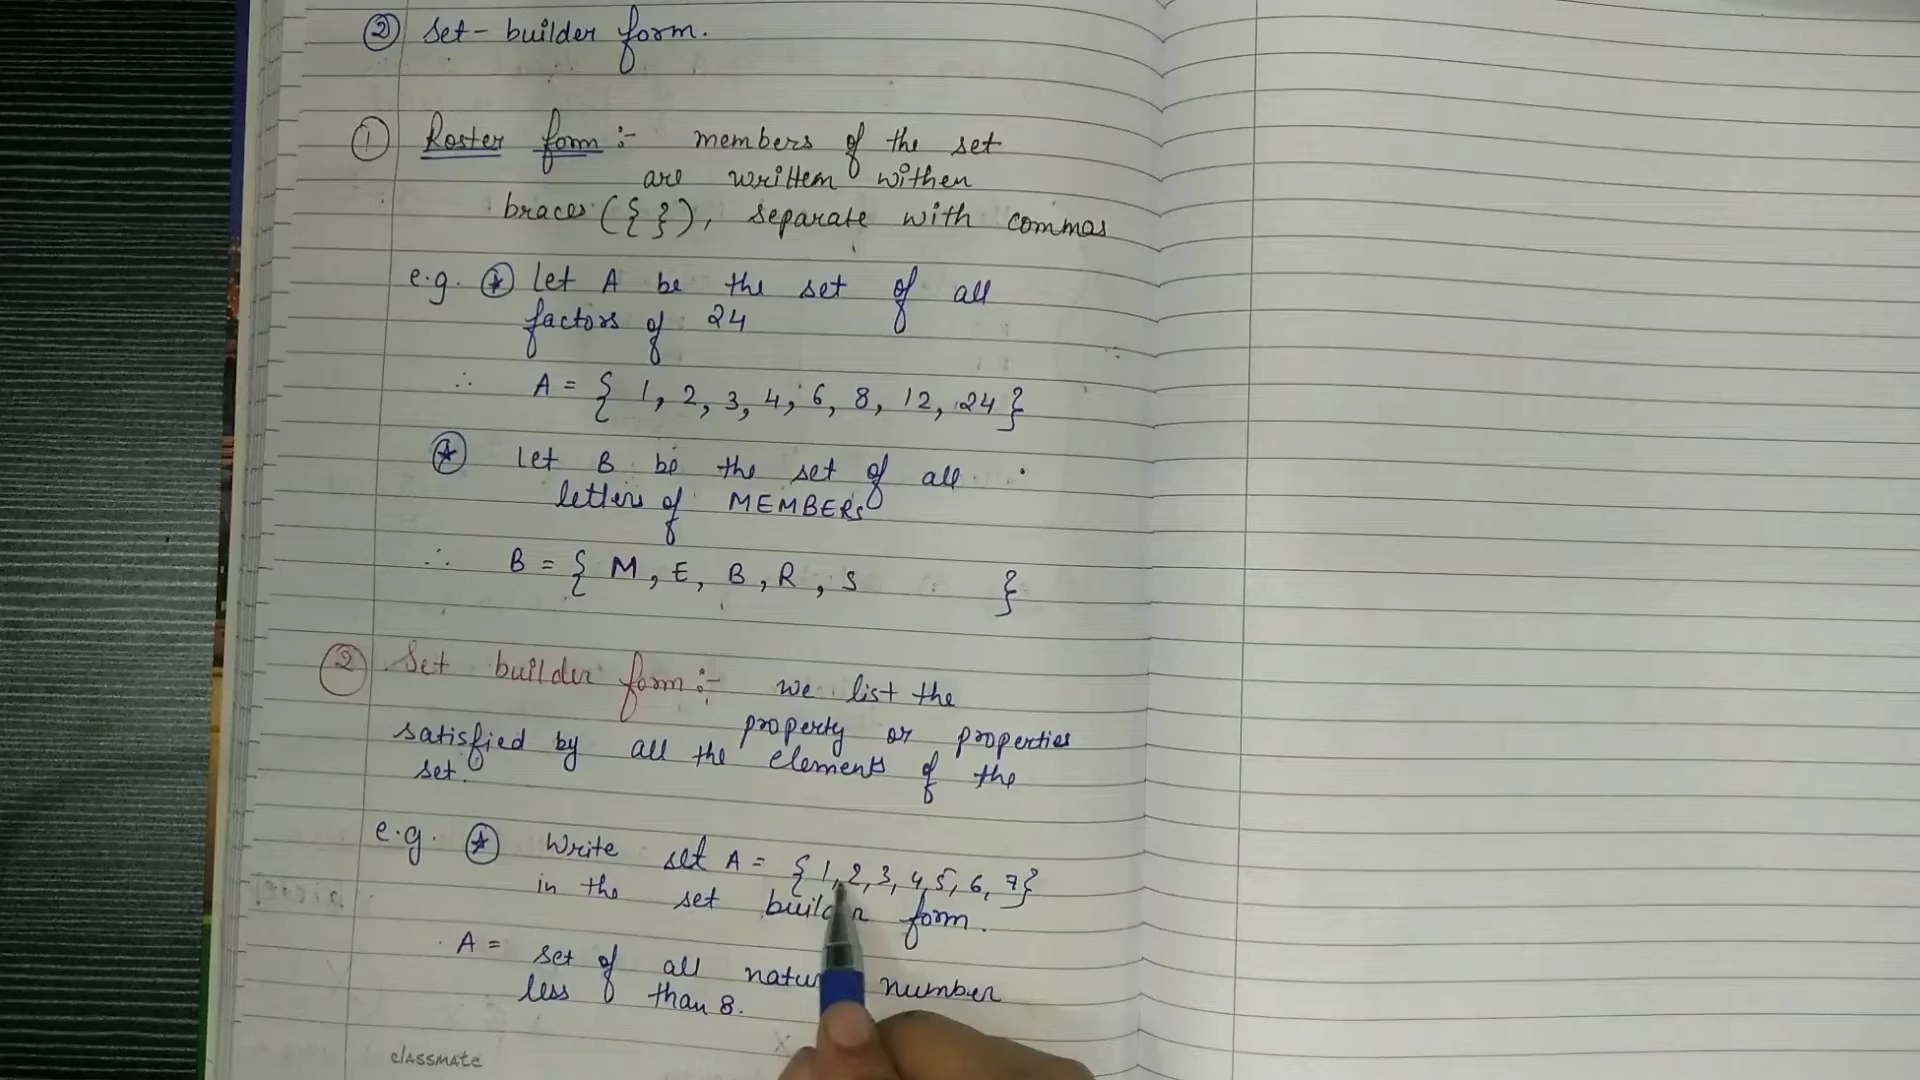 ② Set-builder form.
① Roster form :- members of the set
are written withen
braces ({ }), separate with commas
e.g. ⍟ Let A be the set of all
factors of 24
∴ A = { 1, 2, 3, 4, 6, 8, 12, 24 }
⍟ Let B be the set of all
letters of MEMBERS
∴ B = { M, E, B, R, S }
② Set builder form :- we list the
property or properties
satisfied by all the elements of the
set.
e.g. ⍟ Write set A = { 1, 2, 3, 4, 5, 6, 7 }
in the set form.
A = set of all number
less than 8.
classmate